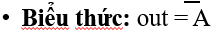 • Biểu thức: out = A̅